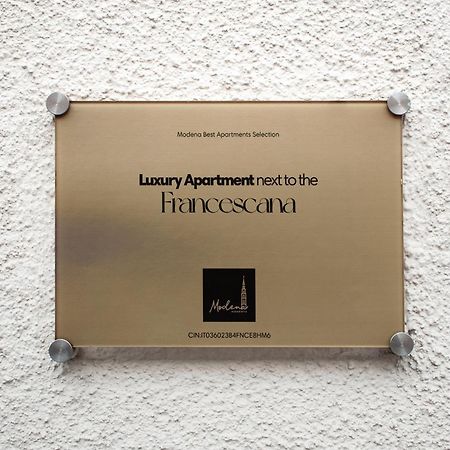 Modena Best Apartments Selection
Luxury Apartment next to the
Francescana
Modena
CIN:IT036023B4FNCE8HM6